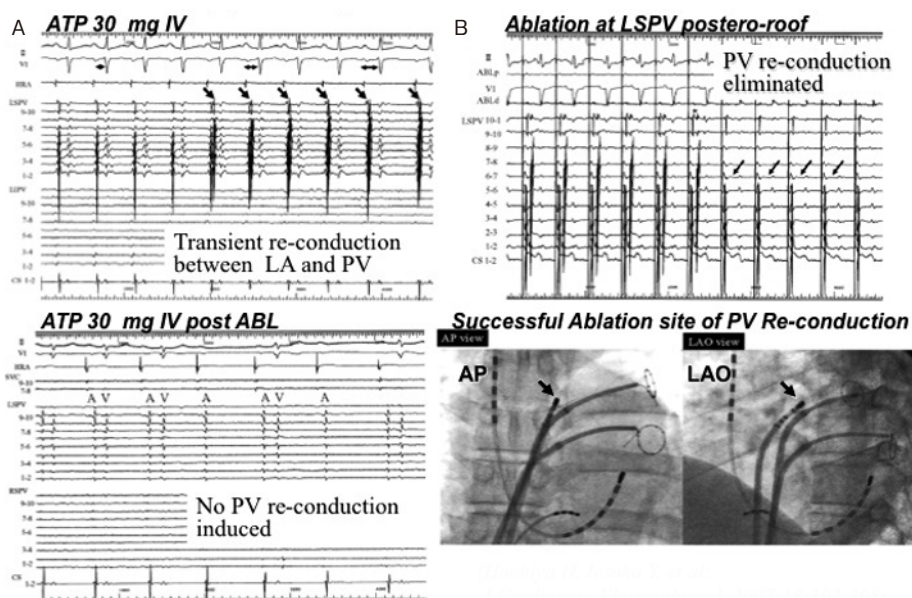 A
ATP 30 mg IV
II
V1
HRA
LSPV
9-10
7-8
5-6
3-4
1-2
LIPV
9-10
7-8
5-6
3-4
1-2
CS 1-2
Transient re-conduction
between LA and PV
B
Ablation at LSPV postero-roof
II
ABLp
V1
ABLd
LSPV 10-1
9-10
8-9
7-8
6-7
5-6
4-5
3-4
2-3
1-2
CS 1-2
PV re-conduction
eliminated
ATP 30 mg IV post ABL
II
V1
HRA
SVC
9-10
7-8
A V A V A A V A
LSPV
9-10
7-8
5-6
3-4
1-2
RSPV
9-10
7-8
5-6
3-4
1-2
CS
1-2
No PV re-conduction
induced
Successful Ablation site of PV Re-conduction
AP view
AP
LAO view
LAO